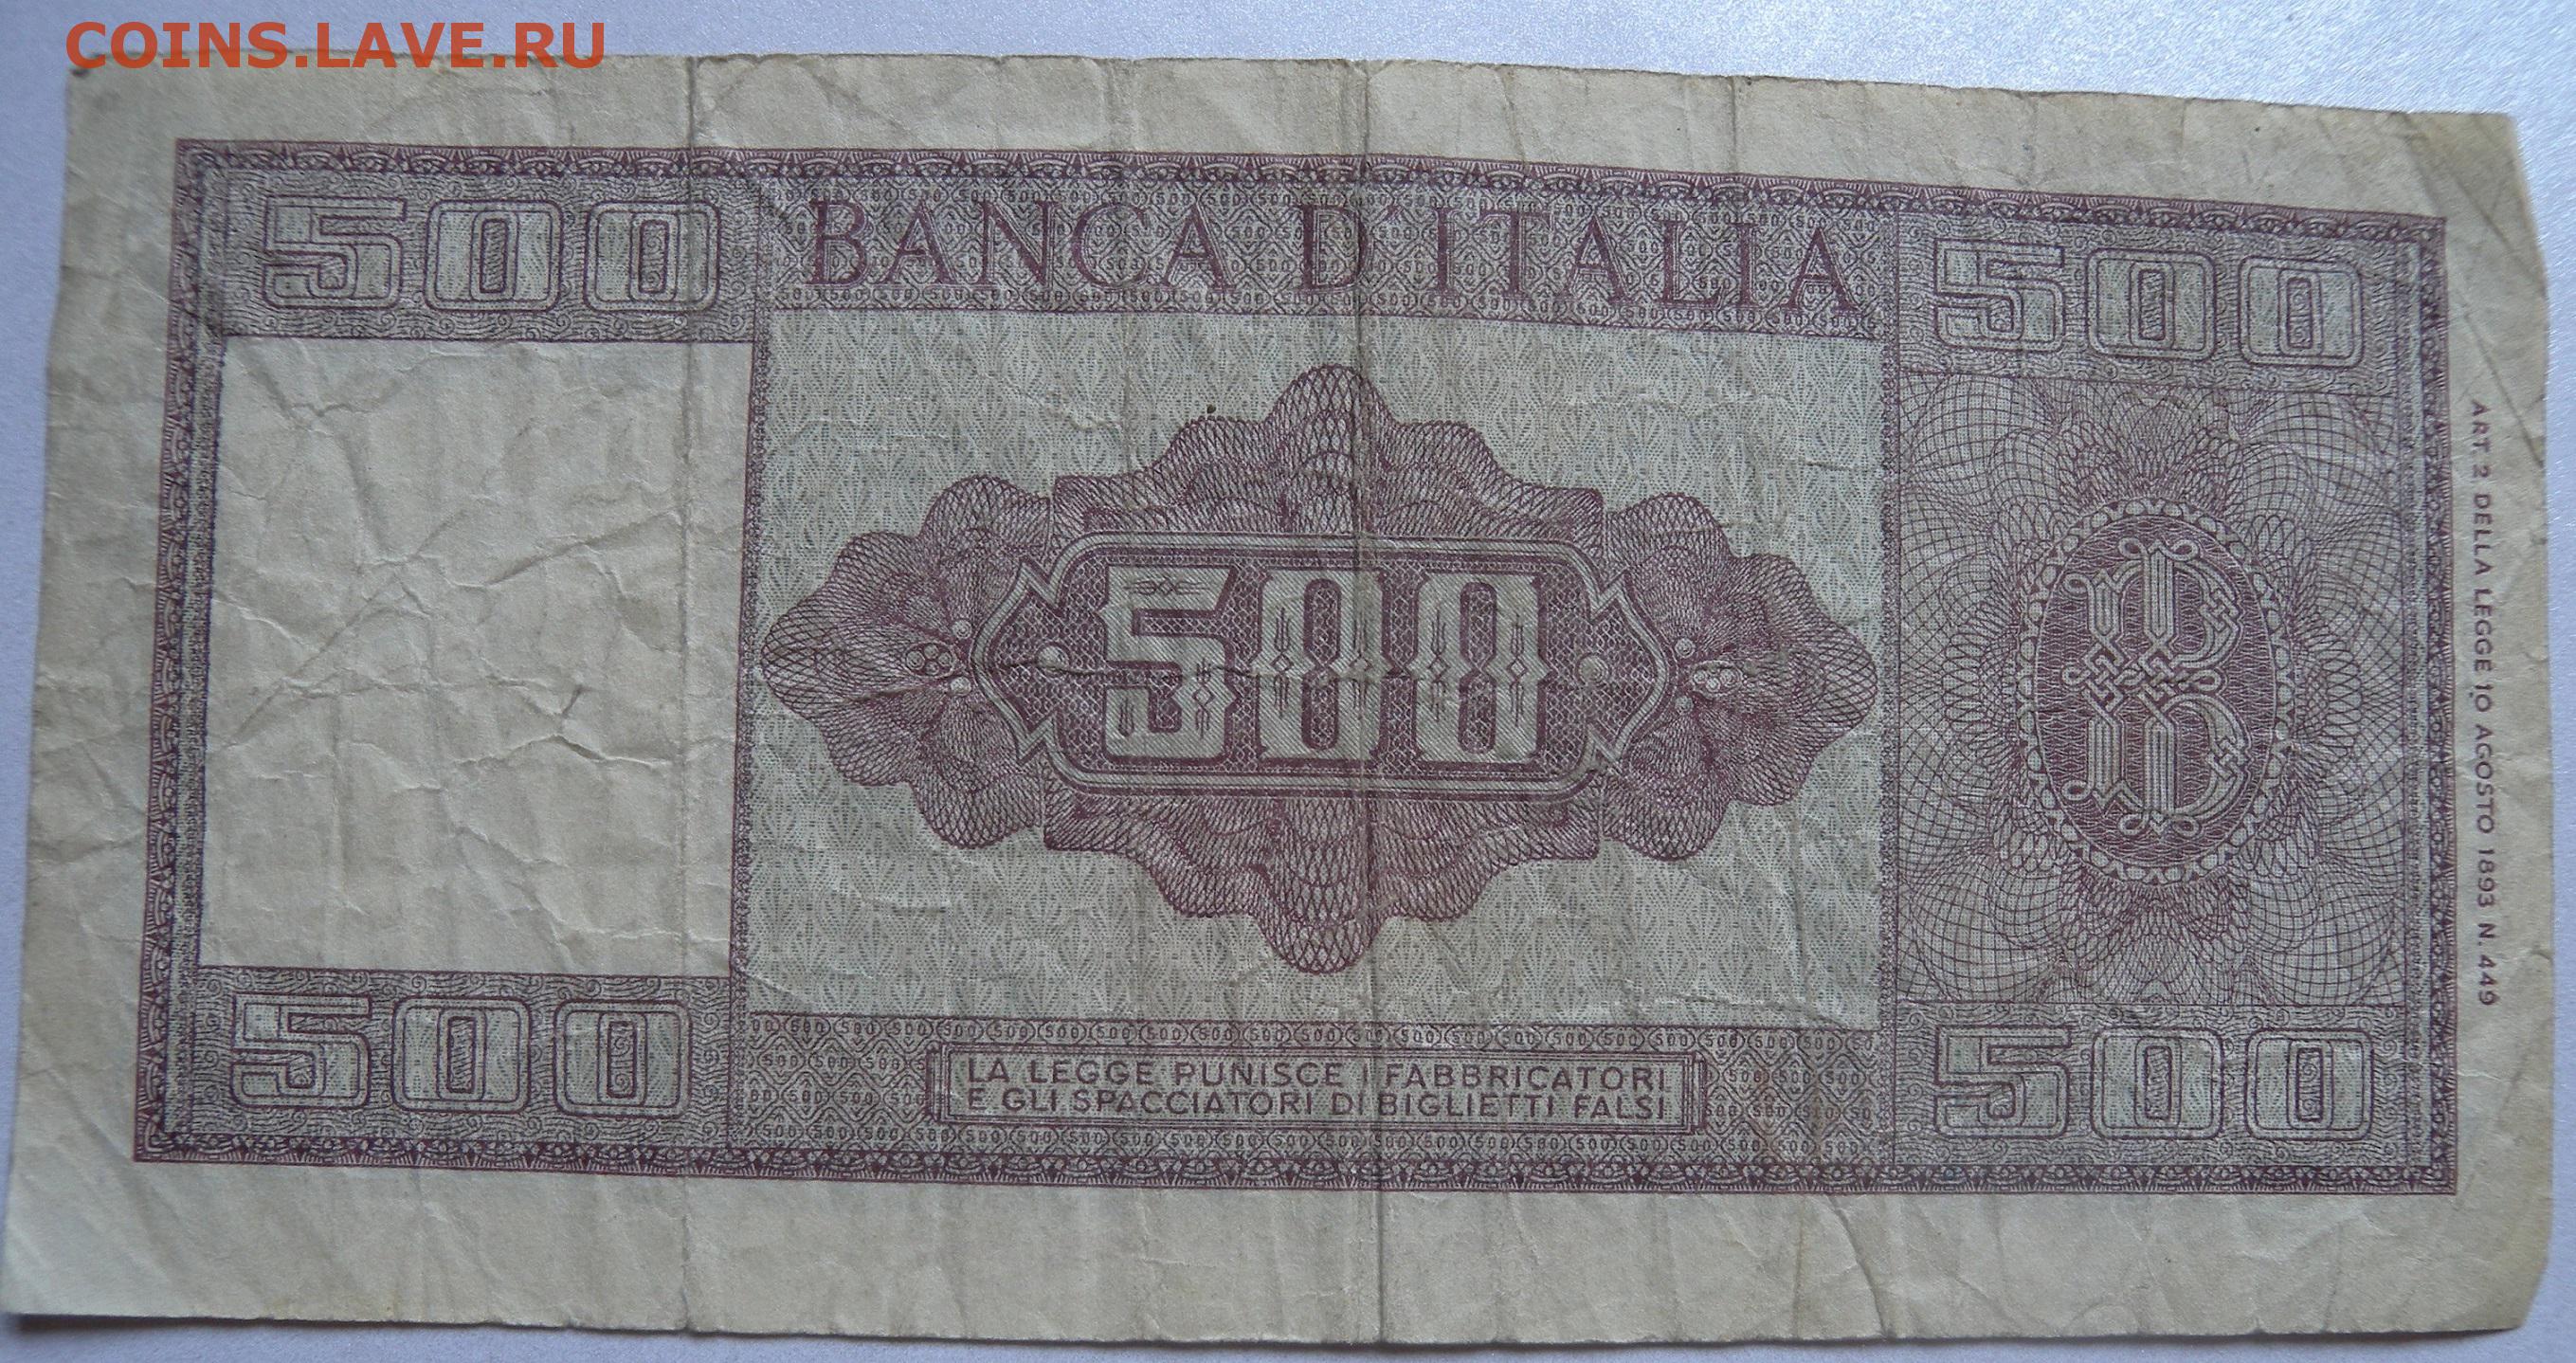 COINS.LAVE.RU
500
BANCA D'ITALIA
500
500
B
ART. 2 DELLA LEGGE 10 AGOSTO 1893 N. 449
500
LA LEGGE PUNISCE I FABBRICATORI
E GLI SPACCIATORI DI BIGLIETTI FALSI
500